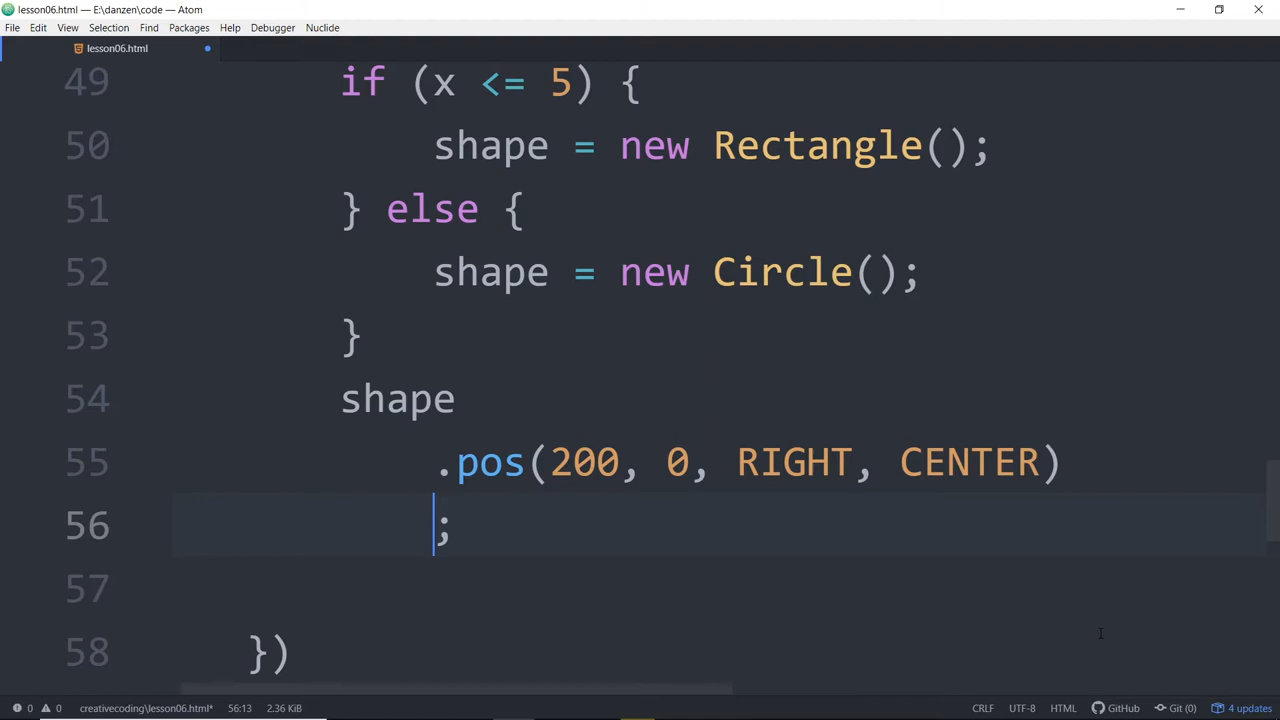 lesson06.html — E:\danzen\code — Atom
File Edit View Selection Find Packages Help Debugger Nuclide
lesson06.html
49 if (x <= 5) {
50 shape = new Rectangle();
51 } else {
52 shape = new Circle();
53 }
54 shape
55 .pos(200, 0, RIGHT, CENTER)
56 ;
57
58 })
0 0 creativecoding\lesson06.html* 56:13 2.36 KiB CRLF UTF-8 HTML GitHub Git (0) 4 updates